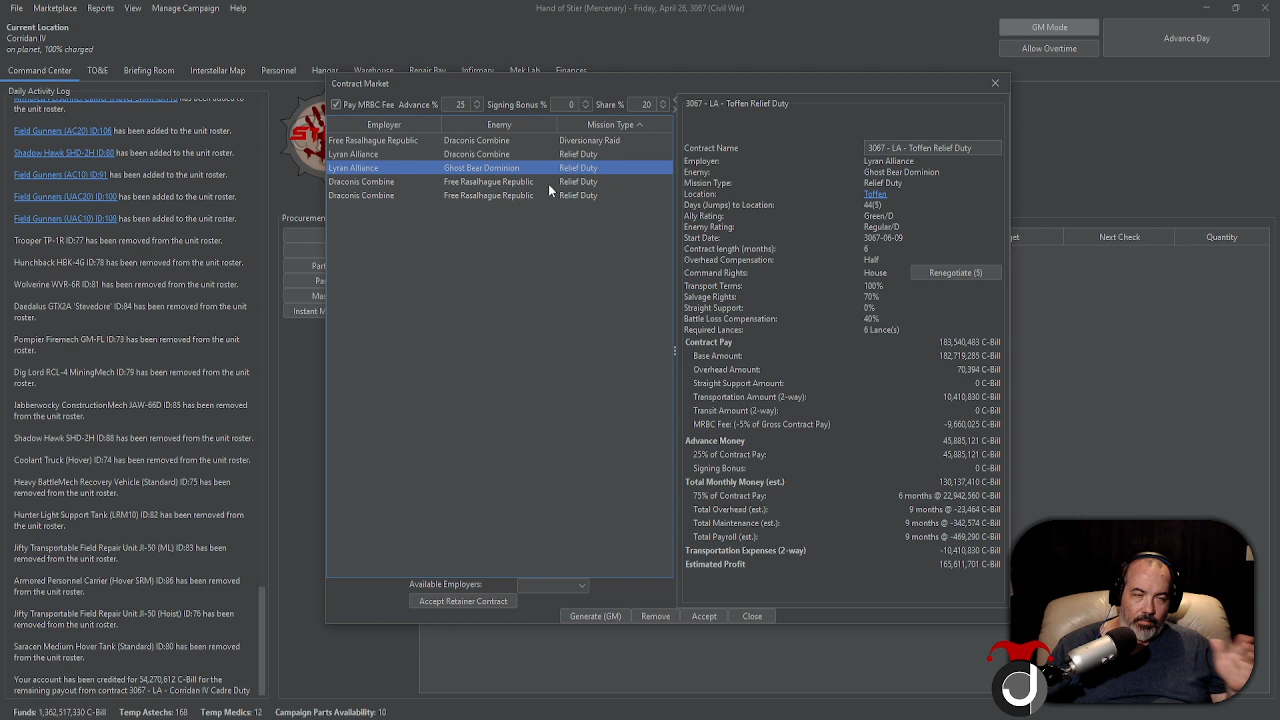 File Marketplace Reports View Manage Campaign Help
Hand of Stier (Mercenary) - Friday, April 26, 3067 (Civil War)
Current Location
Corridan IV
on planet, 100% charged
GM Mode
Allow Overtime
Advance Day
Command Center TO&E Briefing Room Interstellar Map Personnel Hangar Warehouse Repair Bay Infirmary Mek Lab Finances
Daily Activity Log
the roster.
Field Gunners (AC20) ID:106 has been added to the unit roster.
Shadow Hawk SHD-2H ID:80 has been added to the unit roster.
Field Gunners (AC10) ID:91 has been added to the unit roster.
Field Gunners (UAC20) ID:100 has been added to the unit roster.
Field Gunners (UAC10) ID:108 has been added to the unit roster.
Trooper TP-1R ID:77 has been removed from the unit roster.
Hunchback HBK-4G ID:78 has been removed from the unit roster.
Wolverine WVR-6R ID:81 has been removed from the unit roster.
Daedalus GTX2A 'Stevedore' ID:84 has been removed from the unit
roster.
Pompier Firemech GM-FL ID:73 has been removed from the unit
roster.
Dig Lord RCL-4 MiningMech ID:79 has been removed from the unit
roster.
Jabberwocky ConstructionMech JAW-66D ID:85 has been removed from
the unit roster.
Shadow Hawk SHD-2H ID:88 has been removed from the unit roster.
Coolant Truck (Hover) ID:74 has been removed from the unit roster.
Heavy BattleMech Recovery Vehicle (Standard) ID:75 has been
removed from the unit roster.
Hunter Light Support Tank (LRM10) ID:82 has been removed from the
unit roster.
Jifty Transportable Field Repair Unit JI-50 (ML) ID:83 has been
removed from the unit roster.
Armored Personnel Carrier (Hover SRM) ID:86 has been removed from
the unit roster.
Jifty Transportable Field Repair Unit JI-50 (Hoist) ID:76 has been
removed from the unit roster.
Saracen Medium Hover Tank (Standard) ID:80 has been removed from
the unit roster.
Your account has been credited for 54,270,612 C-Bill for the
remaining payout from contract 3067 - LA - Corridan IV Cadre Duty
Procurement
Part
Pa
Mas
Instant M
get Next Check Quantity
Contract Market
Pay MRBC Fee Advance % 25 Signing Bonus % 0 Share % 20
Employer Enemy Mission Type
Free Rasalhague Republic Draconis Combine Diversionary Raid
Lyran Alliance Draconis Combine Relief Duty
Lyran Alliance Ghost Bear Dominion Relief Duty
Draconis Combine Free Rasalhague Republic Relief Duty
Draconis Combine Free Rasalhague Republic Relief Duty
Available Employers:
Accept Retainer Contract
3067 - LA - Toffen Relief Duty
Contract Name 3067 - LA - Toffen Relief Duty
Employer: Lyran Alliance
Enemy: Ghost Bear Dominion
Mission Type: Relief Duty
Location: Toffen
Days (Jumps) to Location: 44(5)
Ally Rating: Green/D
Enemy Rating: Regular/D
Start Date: 3067-06-09
Contract length (months): 6
Overhead Compensation: Half
Command Rights: House Renegotiate (5)
Transport Terms: 100%
Salvage Rights: 70%
Straight Support: 0%
Battle Loss Compensation: 40%
Required Lances: 6 Lance(s)
Contract Pay 183,540,483 C-Bill
Base Amount: 182,719,285 C-Bill
Overhead Amount: 70,394 C-Bill
Straight Support Amount: 0 C-Bill
Transportation Amount (2-way): 10,410,830 C-Bill
Transit Amount (2-way): 0 C-Bill
MRBC Fee: (-5% of Gross Contract Pay) -9,660,025 C-Bill
Advance Money 45,885,121 C-Bill
25% of Contract Pay: 45,885,121 C-Bill
Signing Bonus: 0 C-Bill
Total Monthly Money (est.) 130,137,410 C-Bill
75% of Contract Pay: 6 months @ 22,942,560 C-Bill
Total Overhead (est.): 9 months @ -23,464 C-Bill
Total Maintenance (est.): 9 months @ -342,574 C-Bill
Total Payroll (est.): 9 months @ -469,290 C-Bill
Transportation Expenses (2-way) -10,410,830 C-Bill
Estimated Profit 165,611,701 C-Bill
Generate (GM) Remove Accept Close
Funds: 1,362,517,330 C-Bill Temp Astechs: 168 Temp Medics: 12 Campaign Parts Availability: 10